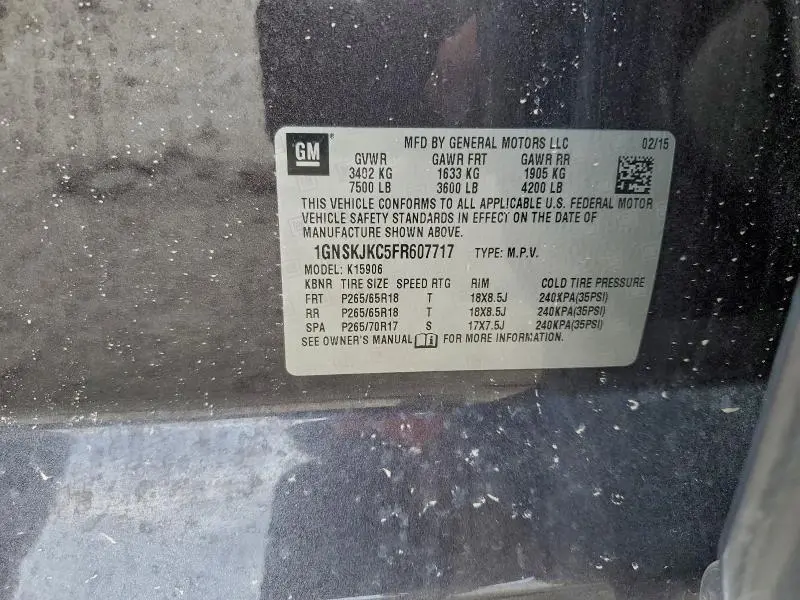 GM
MFD BY GENERAL MOTORS LLC 02/15
GVWR GAWR FRT GAWR RR
3402 KG 1633 KG 1905 KG
7500 LB 3600 LB 4200 LB
THIS VEHICLE CONFORMS TO ALL APPLICABLE U.S. FEDERAL MOTOR
VEHICLE SAFETY STANDARDS IN EFFECT ON THE DATE OF
MANUFACTURE SHOWN ABOVE.
1GNSKJKC5FR607717 TYPE: M.P.V.
MODEL: K15906
KBNR TIRE SIZE SPEED RTG RIM COLD TIRE PRESSURE
FRT P265/65R18 T 18X8.5J 240KPA(35PSI)
RR P265/65R18 T 18X8.5J 240KPA(35PSI)
SPA P265/70R17 S 17X7.5J 240KPA(35PSI)
SEE OWNER'S MANUAL FOR MORE INFORMATION.